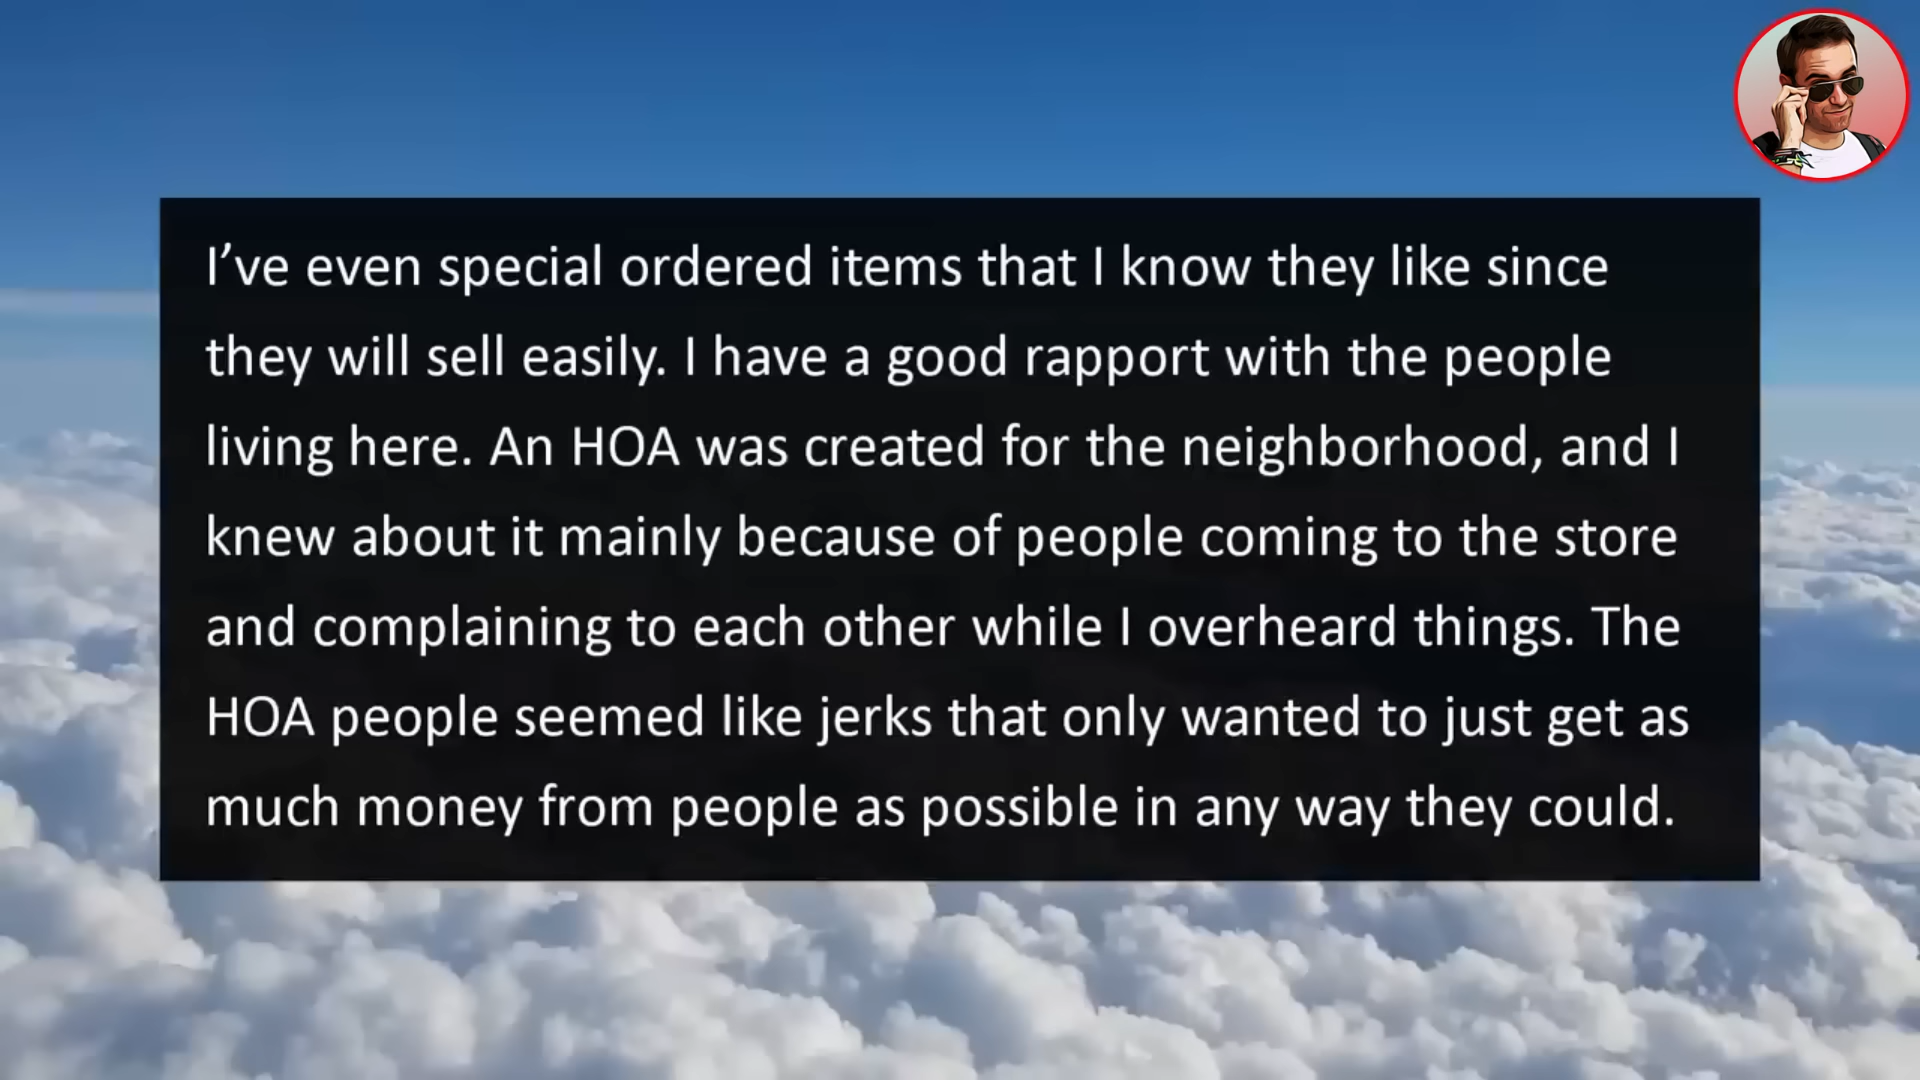 I’ve even special ordered items that I know they like since
they will sell easily. I have a good rapport with the people
living here. An HOA was created for the neighborhood, and I
knew about it mainly because of people coming to the store
and complaining to each other while I overheard things. The
HOA people seemed like jerks that only wanted to just get as
much money from people as possible in any way they could.